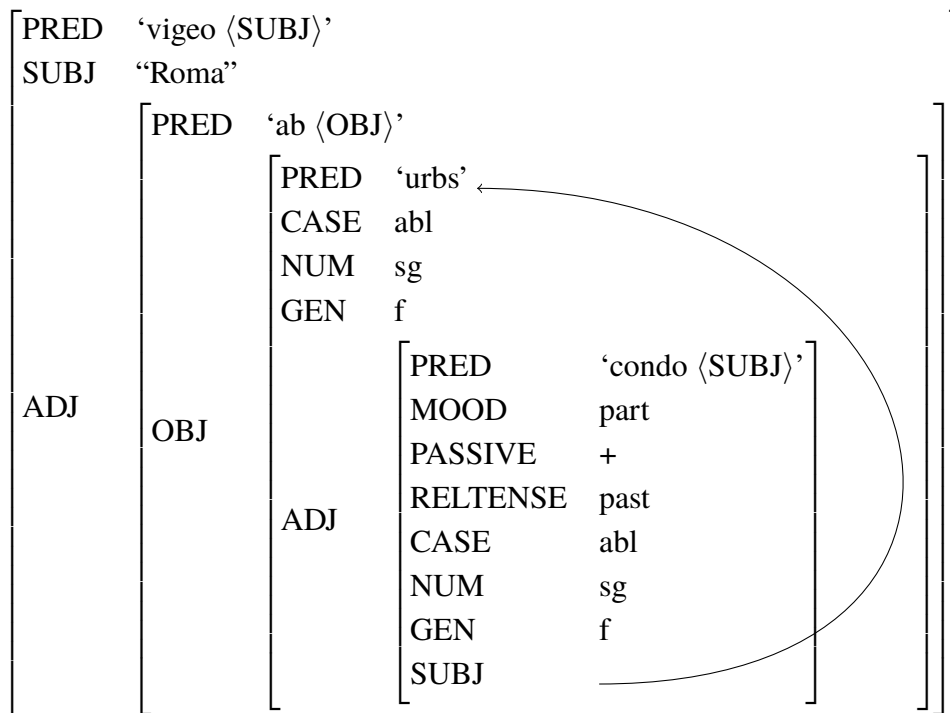 PRED ‘vigeo ⟨SUBJ⟩’
SUBJ “Roma”
PRED ‘ab ⟨OBJ⟩’
PRED ‘urbs’
CASE abl
NUM sg
GEN f
PRED ‘condo ⟨SUBJ⟩’
ADJ
MOOD part
OBJ
PASSIVE +
RELTENSE past
ADJ
CASE abl
NUM sg
GEN f
SUBJ